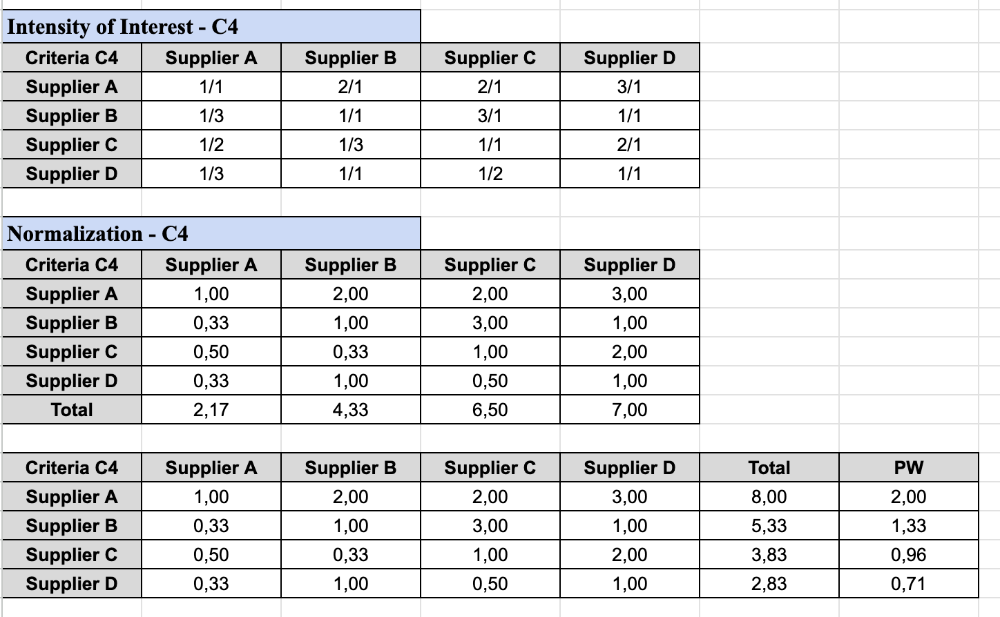 Intensity of Interest - C4
Criteria C4 Supplier A Supplier B Supplier C Supplier D
Supplier A 1/1 2/1 2/1 3/1
Supplier B 1/3 1/1 3/1 1/1
Supplier C 1/2 1/3 1/1 2/1
Supplier D 1/3 1/1 1/2 1/1
Normalization - C4
Criteria C4 Supplier A Supplier B Supplier C Supplier D
Supplier A 1,00 2,00 2,00 3,00
Supplier B 0,33 1,00 3,00 1,00
Supplier C 0,50 0,33 1,00 2,00
Supplier D 0,33 1,00 0,50 1,00
Total 2,17 4,33 6,50 7,00
Criteria C4 Supplier A Supplier B Supplier C Supplier D Total PW
Supplier A 1,00 2,00 2,00 3,00 8,00 2,00
Supplier B 0,33 1,00 3,00 1,00 5,33 1,33
Supplier C 0,50 0,33 1,00 2,00 3,83 0,96
Supplier D 0,33 1,00 0,50 1,00 2,83 0,71